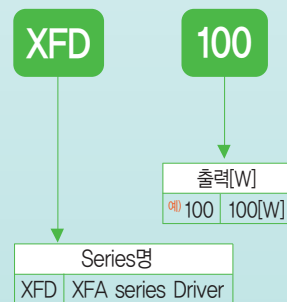 XFD 100
출력[W]
예) 100 100[W]
Series명
XFD XFA series Driver